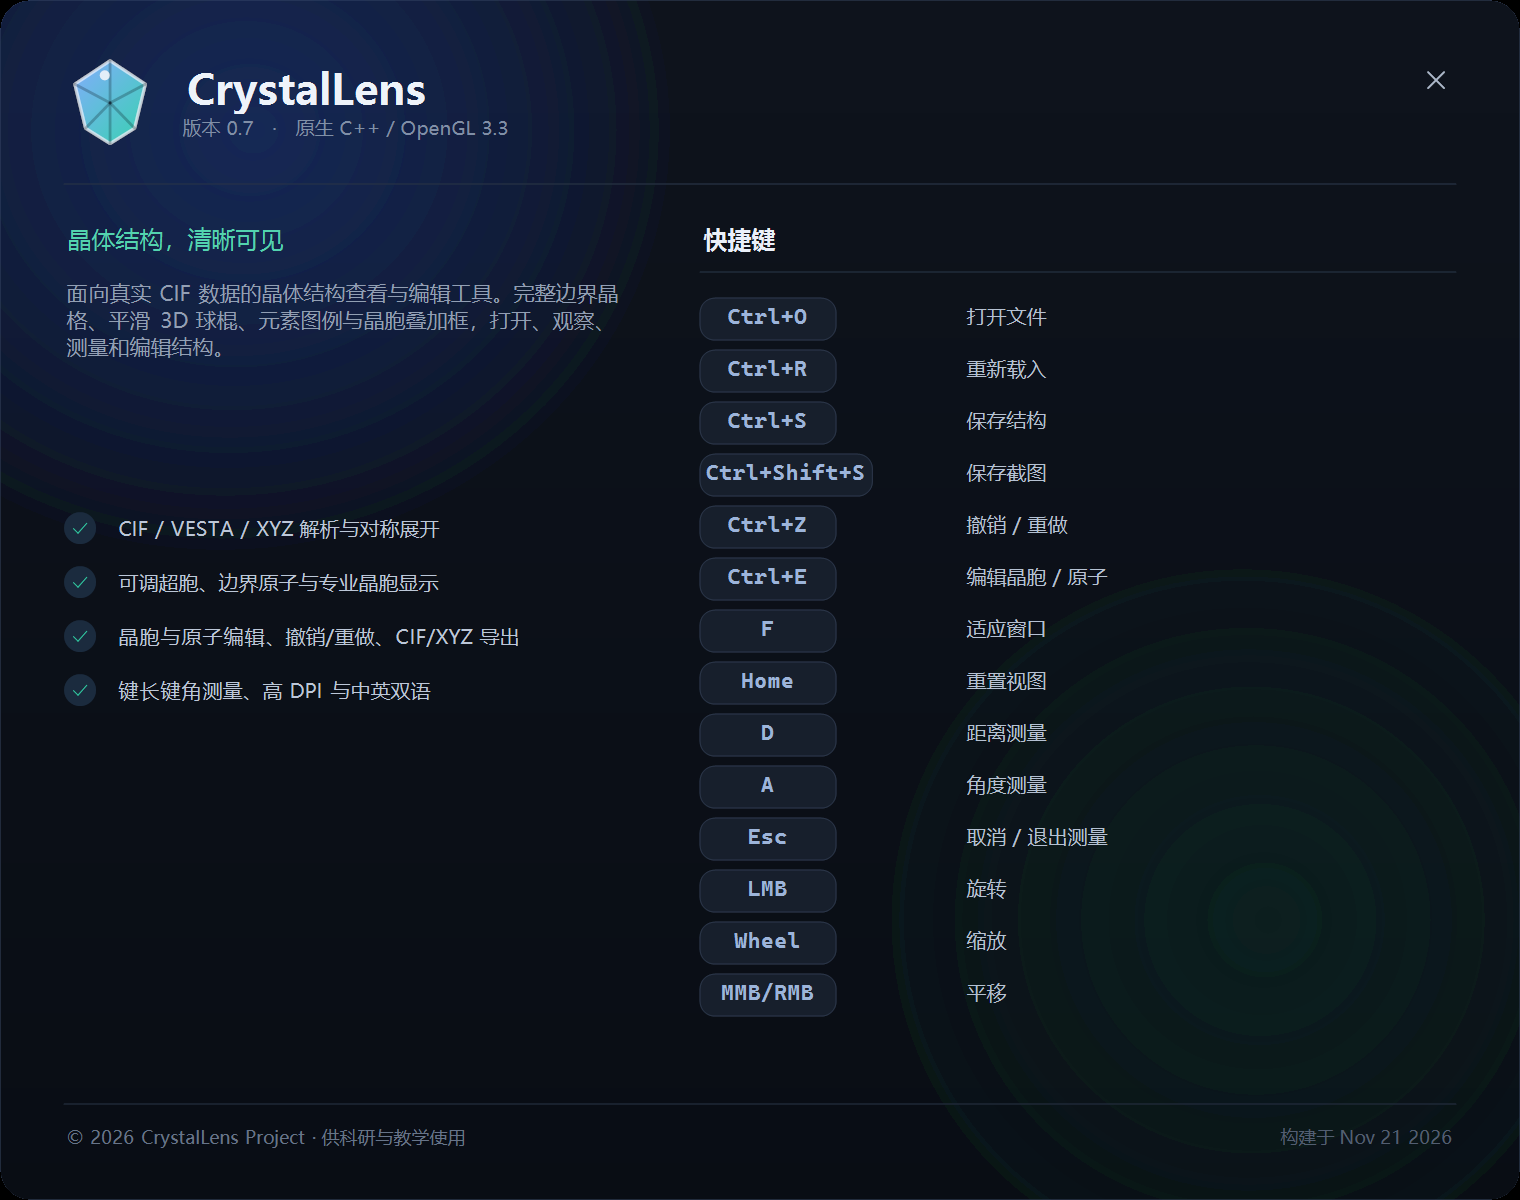 CrystalLens
版本 0.7 · 原生 C++ / OpenGL 3.3
晶体结构，清晰可见
面向真实 CIF 数据的晶体结构查看与编辑工具。完整边界晶
格、平滑 3D 球棍、元素图例与晶胞叠加框，打开、观察、
测量和编辑结构。
CIF / VESTA / XYZ 解析与对称展开
可调超胞、边界原子与专业晶胞显示
晶胞与原子编辑、撤销/重做、CIF/XYZ 导出
键长键角测量、高 DPI 与中英双语
快捷键
Ctrl+O 打开文件
Ctrl+R 重新载入
Ctrl+S 保存结构
Ctrl+Shift+S 保存截图
Ctrl+Z 撤销 / 重做
Ctrl+E 编辑晶胞 / 原子
F 适应窗口
Home 重置视图
D 距离测量
A 角度测量
Esc 取消 / 退出测量
LMB 旋转
Wheel 缩放
MMB/RMB 平移
© 2026 CrystalLens Project · 供科研与教学使用
构建于 Nov 21 2026